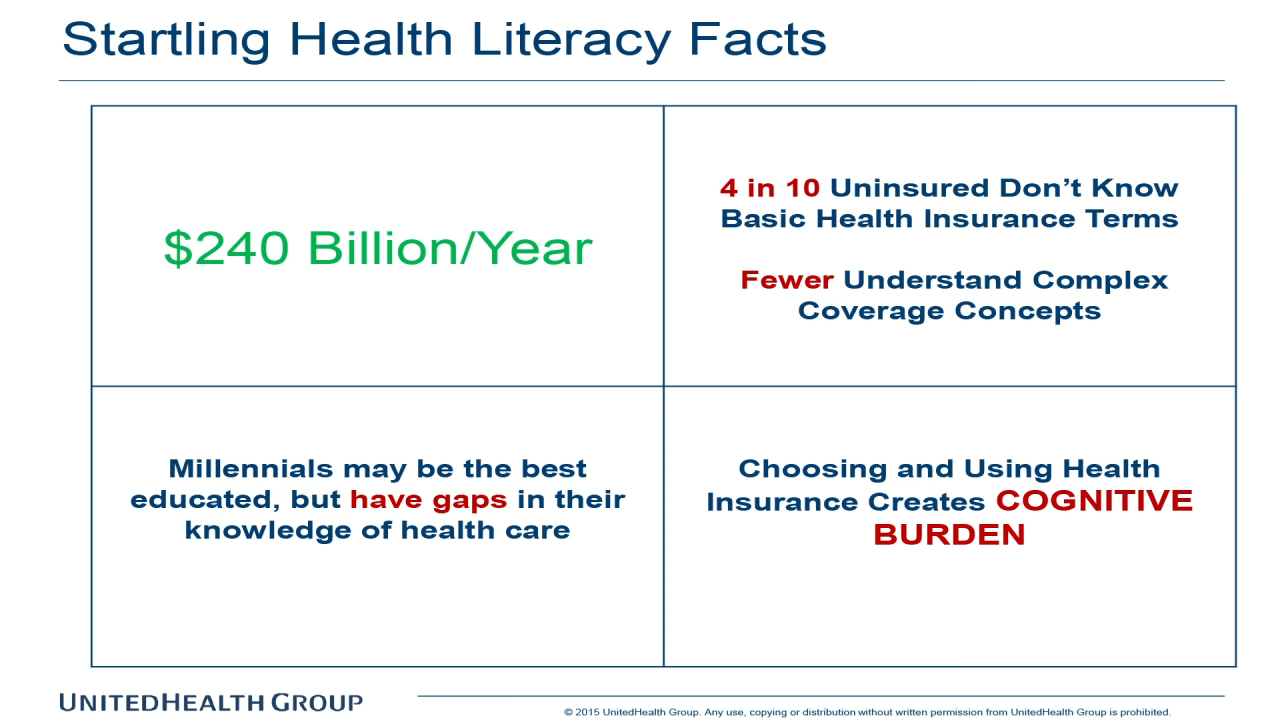 Startling Health Literacy Facts
$240 Billion/Year
4 in 10 Uninsured Don’t Know
Basic Health Insurance Terms
Fewer Understand Complex
Coverage Concepts
Millennials may be the best
educated, but have gaps in their
knowledge of health care
Choosing and Using Health
Insurance Creates COGNITIVE
BURDEN
UNITEDHEALTH GROUP
© 2015 UnitedHealth Group. Any use, copying or distribution without written permission from UnitedHealth Group is prohibited.